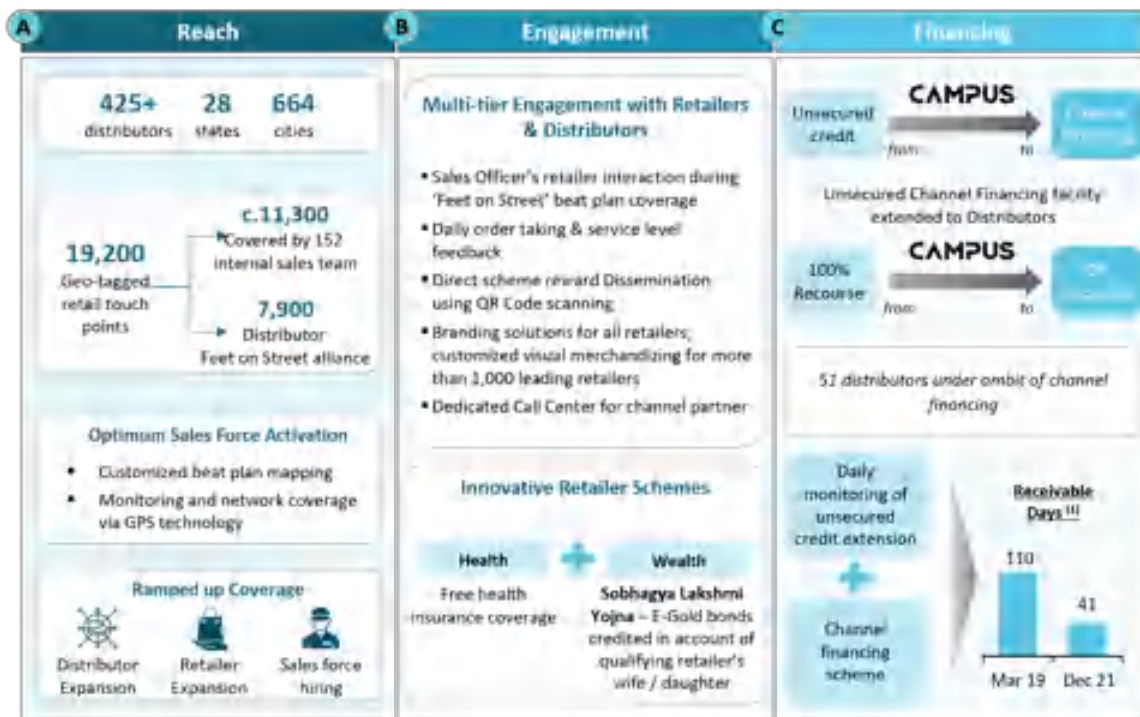 A
Reach
425+
28
664
distributors
states
cities
19,200
Geo-tagged
retail touch
points
c.11,300
Covered by 152
internal sales team
7,900
Distributor
Feet on Street alliance
Optimum Sales Force Activation
• Customized beat plan mapping
• Monitoring and network coverage
via GPS technology
Ramped up Coverage
Distributor
Expansion
Retailer
Expansion
Sales force
hiring
B
Engagement
Multi-tier Engagement with Retailers
& Distributors
▪ Sales Officer's retailer interaction during
'Feet on Street' beat plan coverage
▪ Daily order taking & service level
feedback
▪ Direct scheme reward Dissemination
using QR Code scanning
▪ Branding solutions for all retailers;
customized visual merchandizing for more
than 1,000 leading retailers
▪ Dedicated Call Center for channel partner
Innovative Retailer Schemes
Health
Free health
insurance coverage
Wealth
Sobhagya Lakshmi
Yojna – E-Gold bonds
credited in account of
qualifying retailer's
wife / daughter
C
Financing
Unsecured
credit
CAMPUS
from
to
Unsecured Channel Financing facility
extended to Distributors
100%
Recourse
CAMPUS
from
to
51 distributors under ambit of channel
financing
Daily
monitoring of
unsecured
credit extension
Channel
financing
scheme
Receivable
Days [1]
110
41
Mar 19
Dec 21